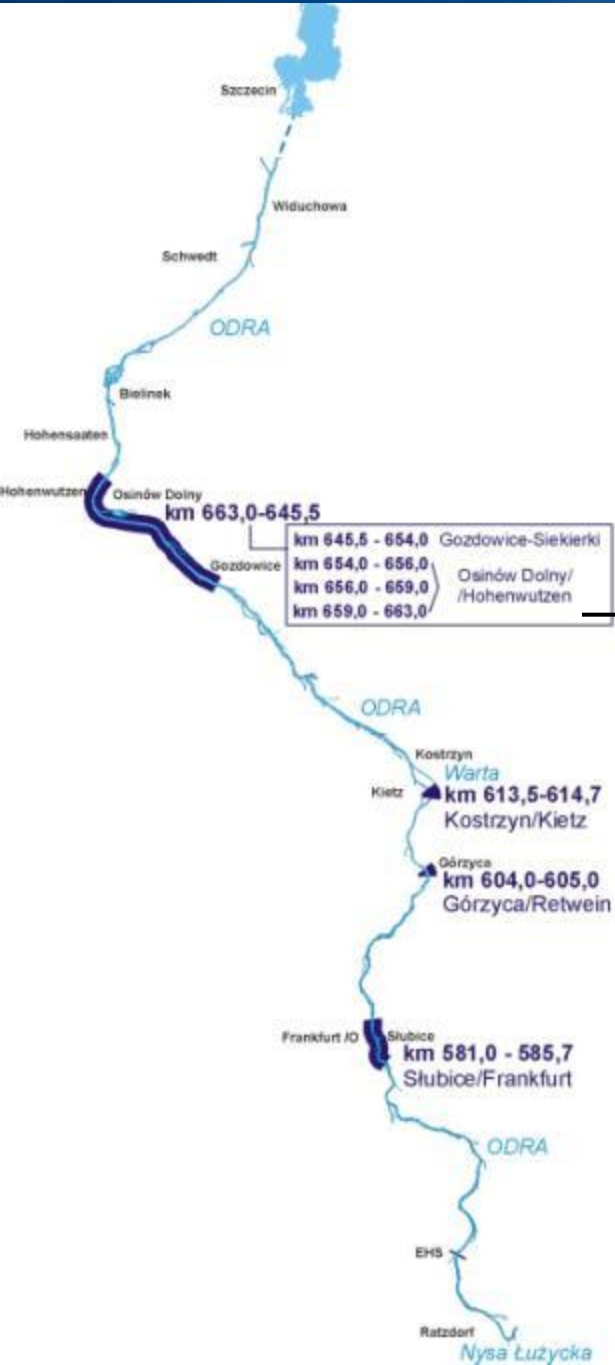 Szczecin
Widuchowa
Schwedt
ODRA
Bielinek
Hohensaaten
Hohenwutzen
Osinów Dolny
km 663,0-645,5
km 645,5 - 654,0 Gozdowice-Siekierki
Gozdowice
km 654,0 - 656,0
km 656,0 - 659,0
km 659,0 - 663,0
Osinów Dolny/
/Hohenwutzen
ODRA
Kostrzyn
Warta
Kietz
km 613,5-614,7
Kostrzyn/Kietz
Górzyca
km 604,0-605,0
Górzyca/Retwein
Frankfurt /O
Słubice
km 581,0 - 585,7
Słubice/Frankfurt
ODRA
EHS
Ratzdorf
Nysa Łużycka